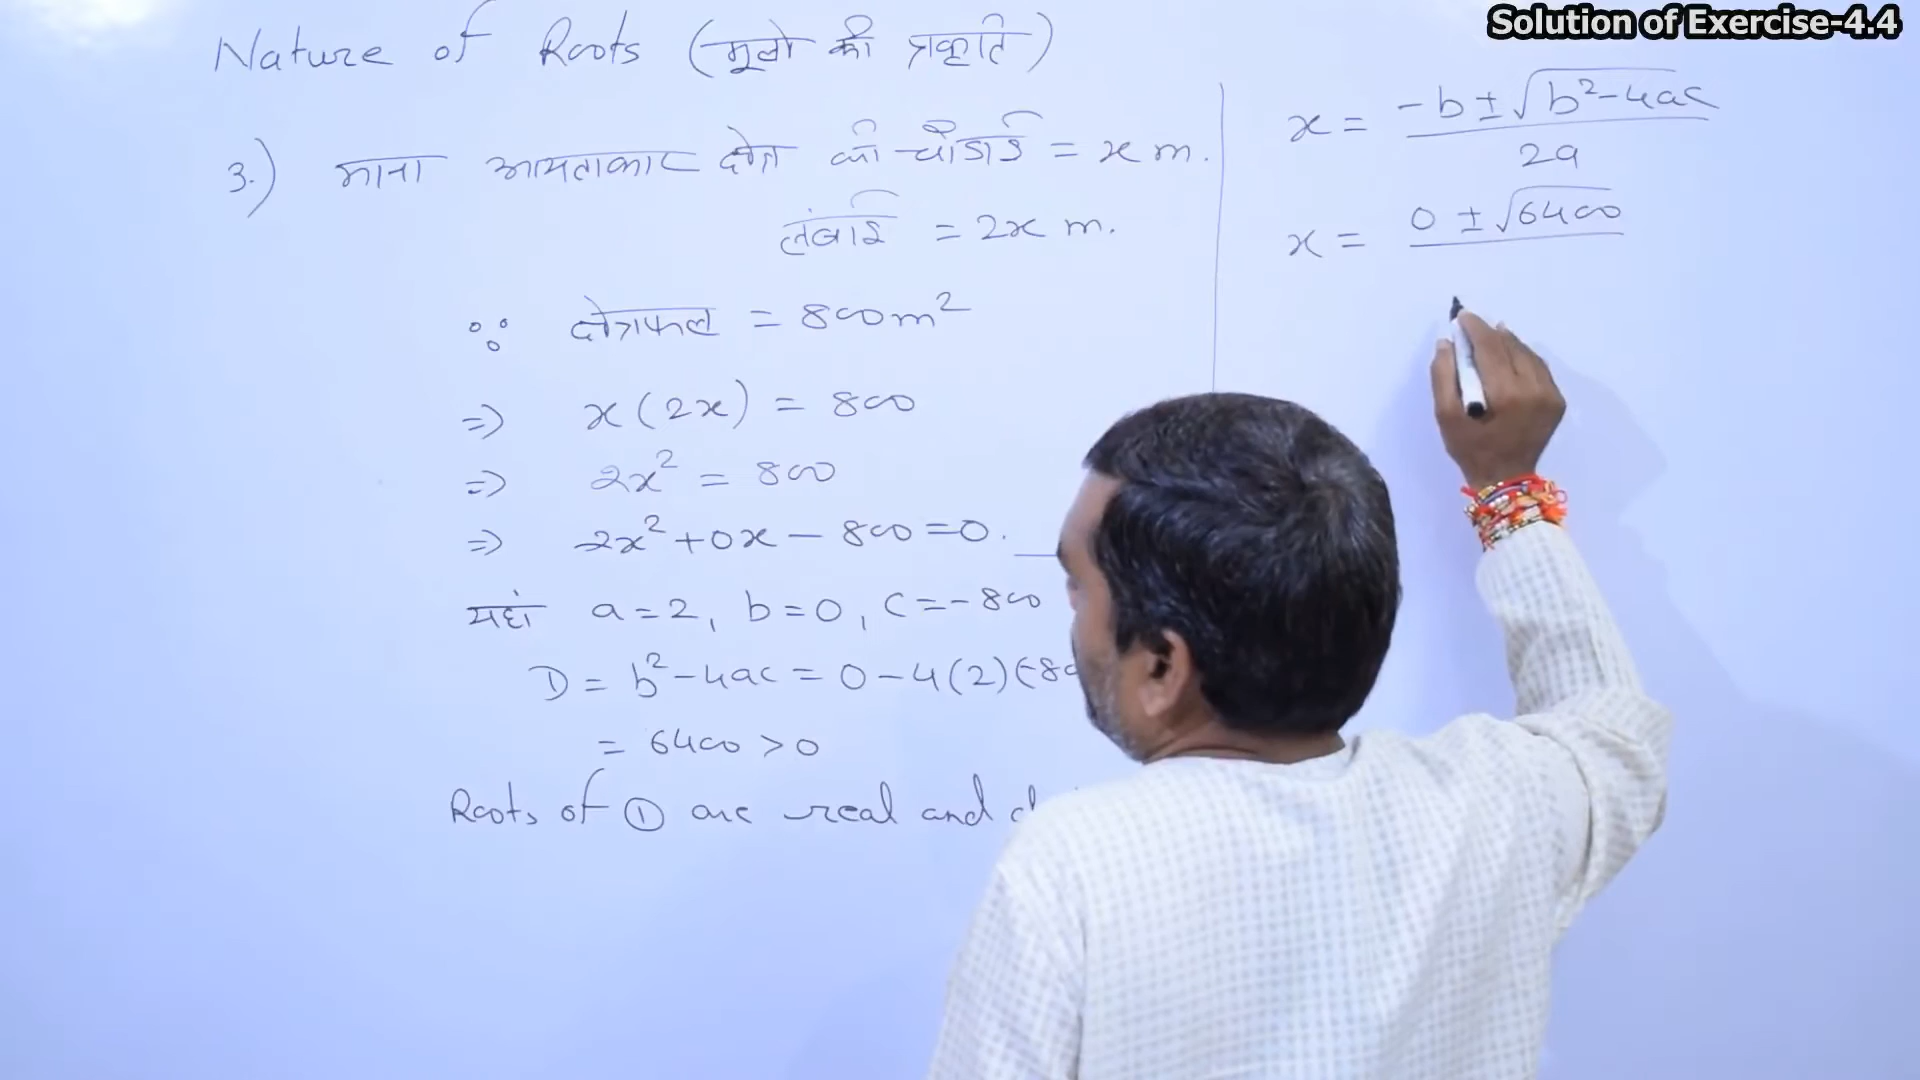 Solution of Exercise-4.4
Nature of Roots (मूलो की प्रकृति)
3.) माना आयताकार क्षेत्र की चौडाई = x m.
लंबाई = 2x m.
∵ क्षेत्रफल = 800m²
⇒ x(2x) = 800
⇒ 2x² = 800
⇒ 2x² + 0x - 800 = 0.
यहां a = 2, b = 0, c = -800
D = b² - 4ac = 0 - 4(2)(-80
= 6400 > 0
Roots of ① are real and
x = (-b ± √(b² - 4ac))/2a
x = 0 ± √6400